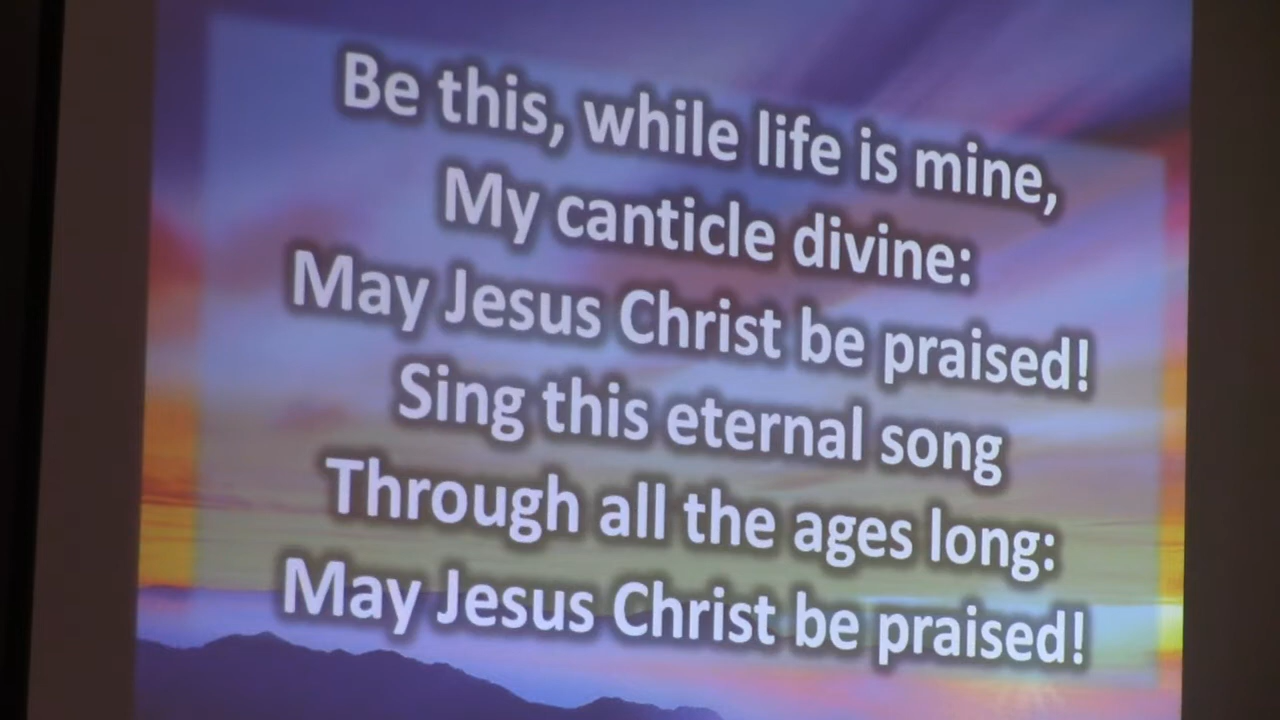 Be this, while life is mine,
My canticle divine:
May Jesus Christ be praised!
Sing this eternal song
Through all the ages long:
May Jesus Christ be praised!